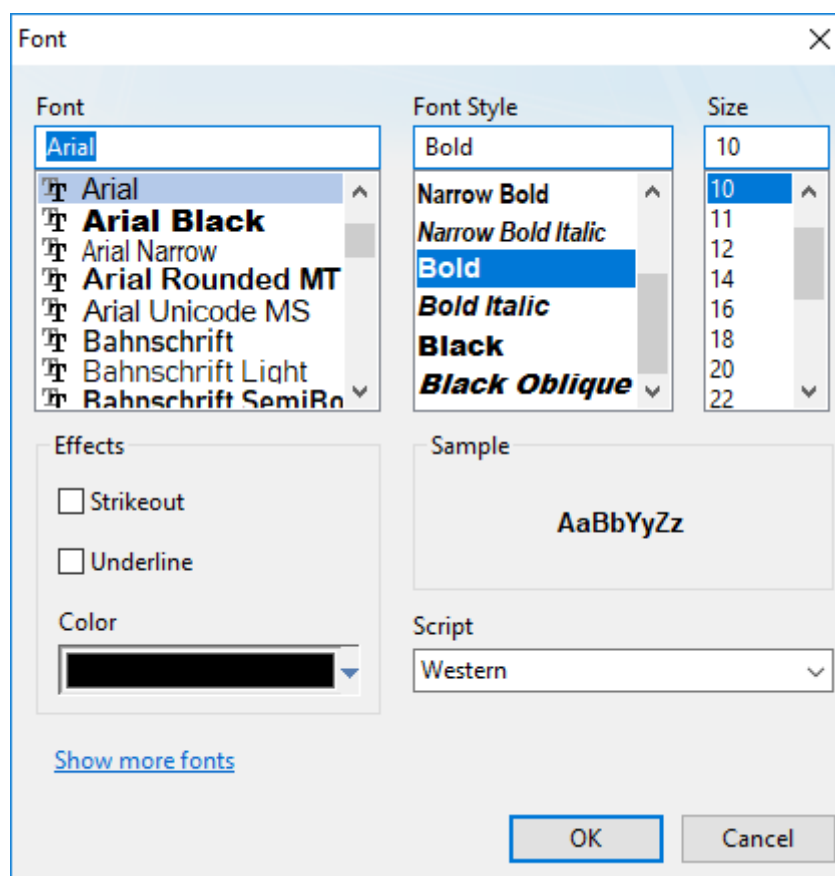 Font
Font
Font Style
Size
Arial
Bold
10
Arial
Arial Black
Arial Narrow
Arial Rounded MT
Arial Unicode MS
Bahnschrift
Bahnschrift Light
Bahnschrift SemiBo
Narrow Bold
Narrow Bold Italic
Bold
Bold Italic
Black
Black Oblique
10
11
12
14
16
18
20
22
Effects
Strikeout
Underline
Color
Sample
AaBbYyZz
Script
Western
Show more fonts
OK
Cancel